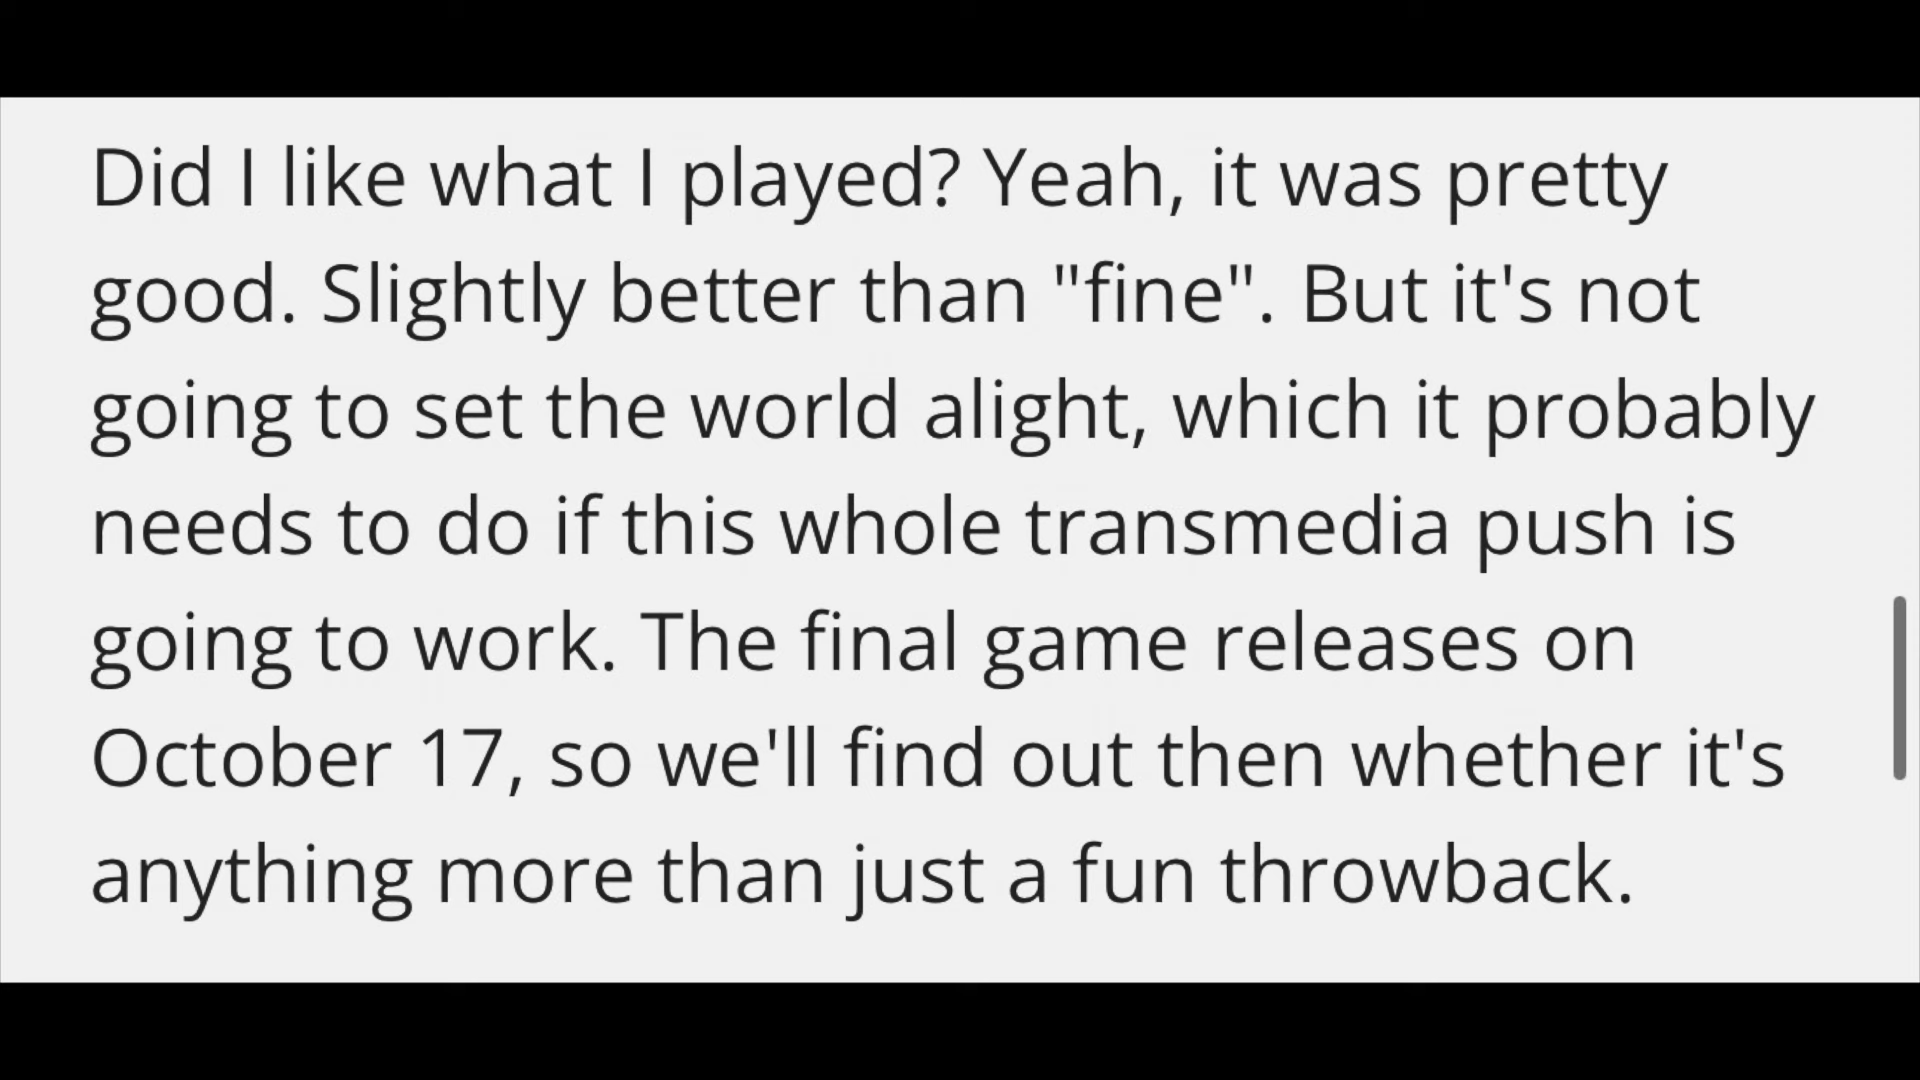 Did I like what I played? Yeah, it was pretty
good. Slightly better than "fine". But it's not
going to set the world alight, which it probably
needs to do if this whole transmedia push is
going to work. The final game releases on
October 17, so we'll find out then whether it's
anything more than just a fun throwback.